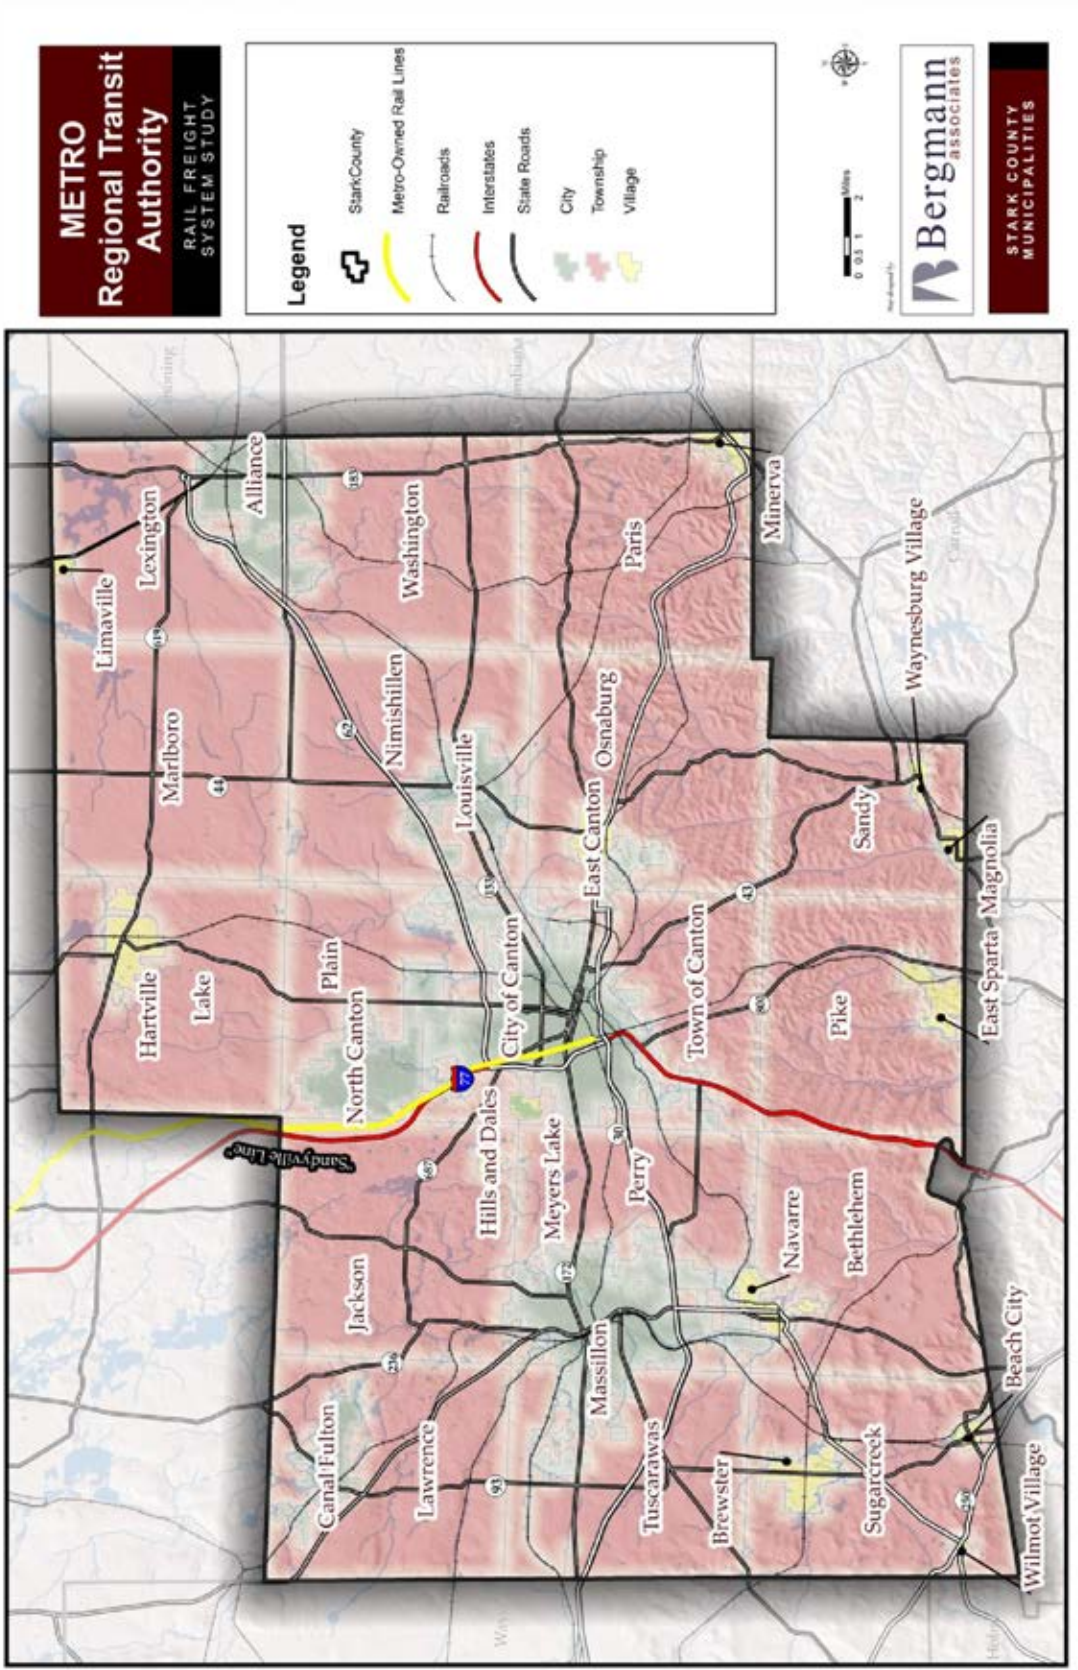 METRO
Regional Transit
Authority
RAIL FREIGHT
SYSTEM STUDY
Legend
StarkCounty
Metro-Owned Rail Lines
Railroads
Interstates
State Roads
City
Township
Village
0 0.5 1 2
Miles
Map designed by
Bergmann
associates
STARK COUNTY
MUNICIPALITIES
Limaville
Lexington
Alliance
183
Washington
Paris
Minerva
619
Marlboro
44
62
Nimishillen
Louisville
Osnaburg
East Canton
Sandy
Waynesburg Village
Magnolia
Hartville
Lake
Plain
North Canton
City of Canton
153
Town of Canton
43
800
Pike
East Sparta
77
"Sandyville Line"
Jackson
687
Hills and Dales
Meyers Lake
30
Perry
172
Navarre
Bethlehem
Beach City
236
Canal Fulton
Lawrence
93
Massillon
Tuscarawas
Brewster
Sugarcreek
250
Wilmot Village
Carroll